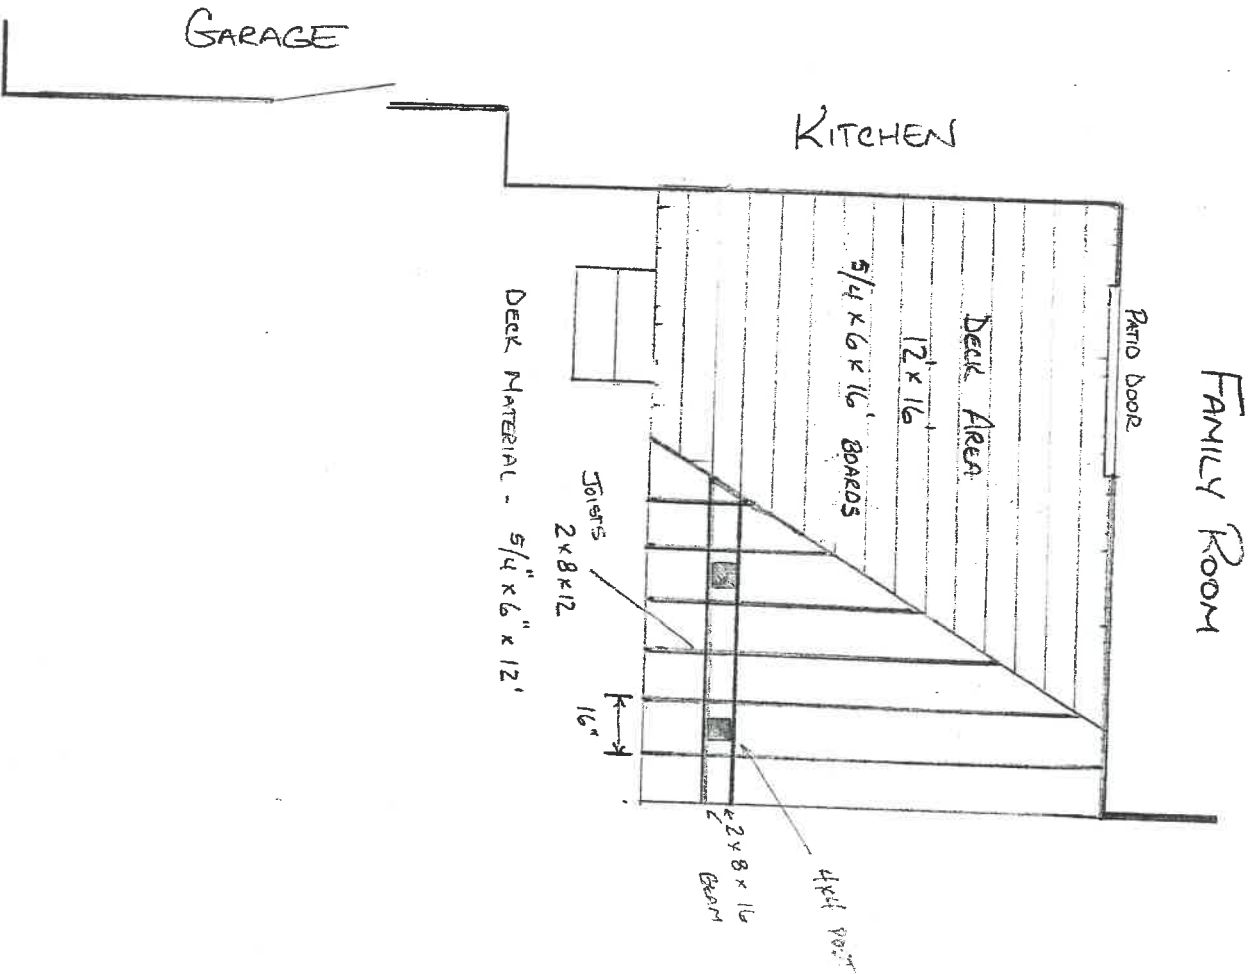 GARAGE
KITCHEN
FAMILY ROOM
PATIO DOOR
DECK AREA
12' x 16'
5/4 x 6 x 16' BOARDS
JOISTS
2 x 8 x 12
DECK MATERIAL - 5/4" x 6" x 12'
16"
2 x 8 x 16
BEAM
4x4 POST